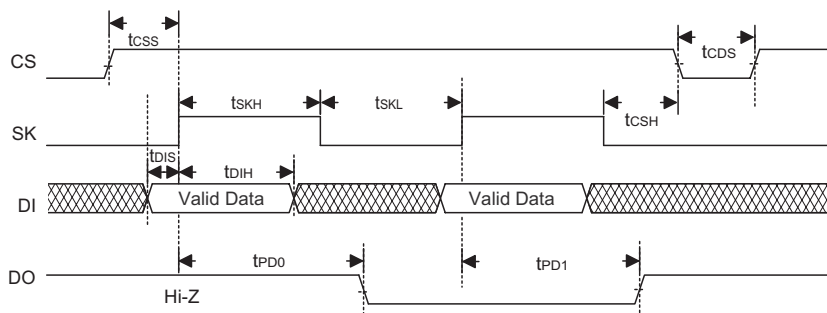 tCSS
tCDS
CS
tSKH
tSKL
tCSH
SK
tDIS
tDIH
DI
Valid Data
Valid Data
tPD0
tPD1
DO
Hi-Z